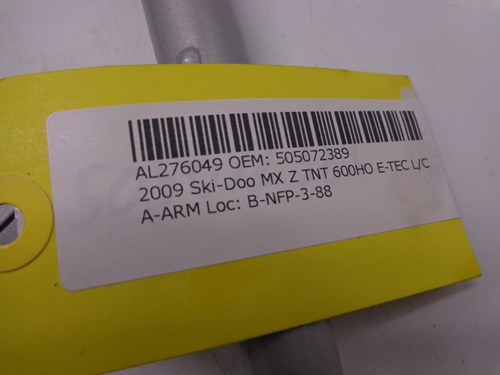 AL276049 OEM: 505072389
2009 Ski-Doo MX Z TNT 600HO E-TEC L/C
A-ARM Loc: B-NFP-3-88